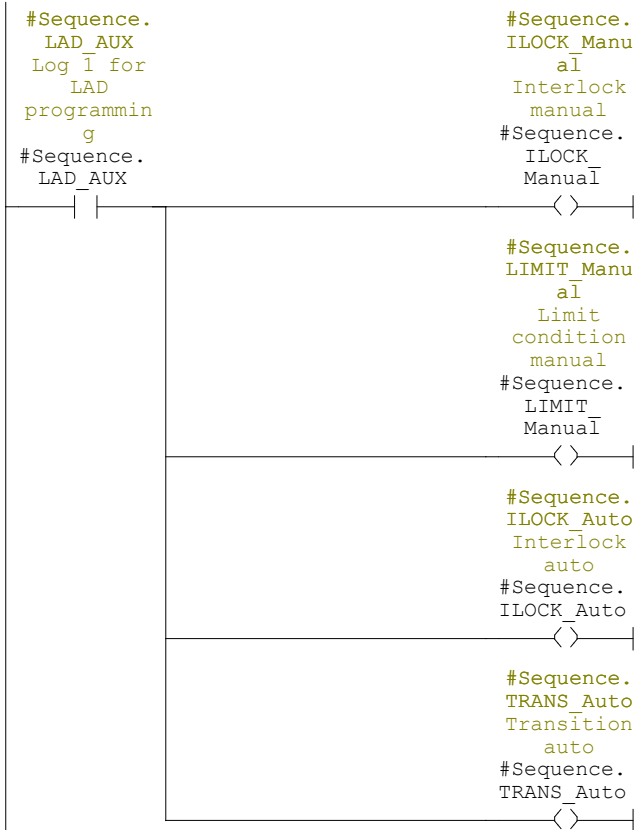 #Sequence.
LAD_AUX
Log 1 for
LAD
programmin
g
#Sequence.
LAD_AUX
#Sequence.
ILOCK_Manu
al
Interlock
manual
#Sequence.
ILOCK_
Manual
#Sequence.
LIMIT_Manu
al
Limit
condition
manual
#Sequence.
LIMIT_
Manual
#Sequence.
ILOCK_Auto
Interlock
auto
#Sequence.
ILOCK_Auto
#Sequence.
TRANS_Auto
Transition
auto
#Sequence.
TRANS_Auto